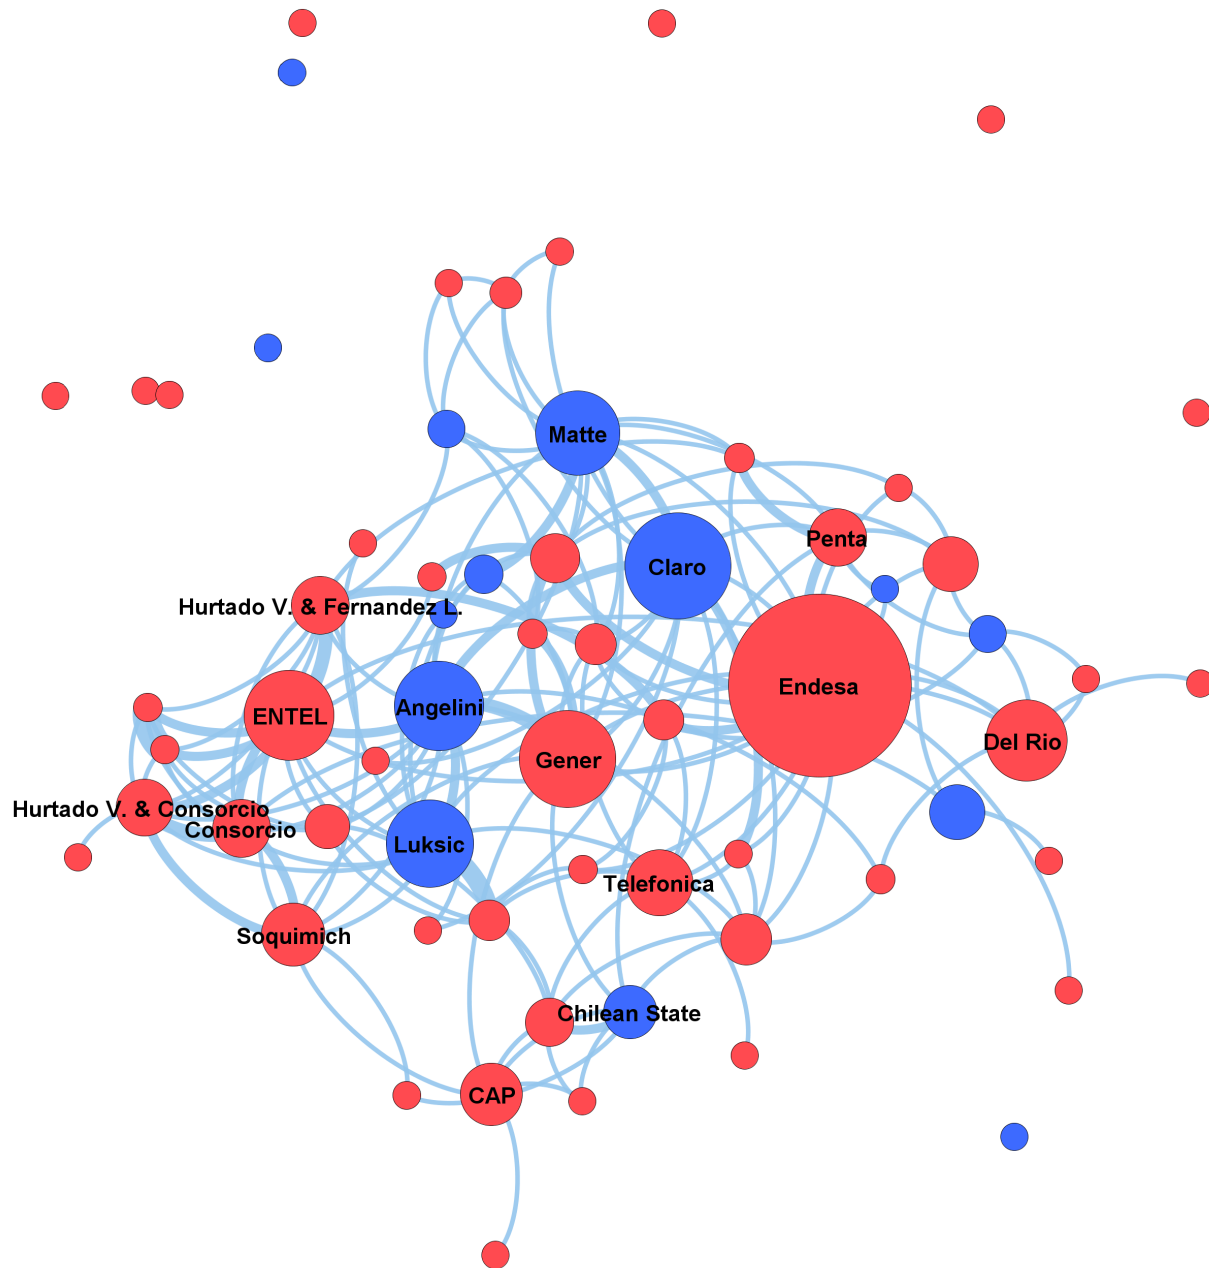 Matte
Penta
Claro
Hurtado V. & Fernandez L.
Endesa
Angelini
ENTEL
Del Rio
Gener
Hurtado V. & Consorcio
Consorcio
Luksic
Telefonica
Soquimich
Chilean State
CAP